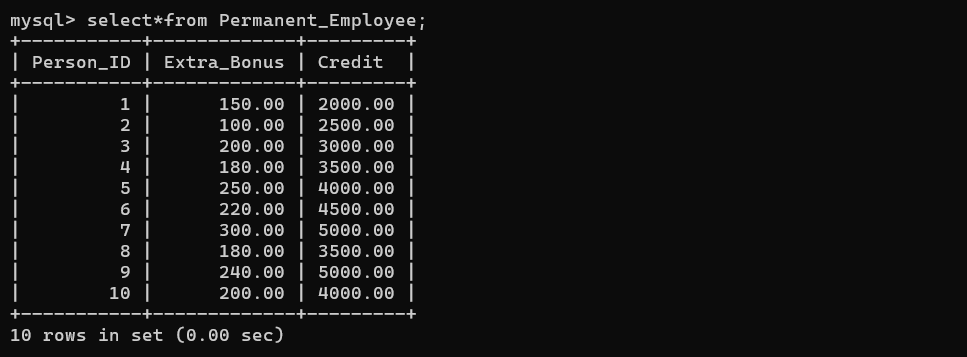 mysql> select*from Permanent_Employee;
+-----------+-------------+---------+
| Person_ID | Extra_Bonus | Credit  |
+-----------+-------------+---------+
|         1 |      150.00 | 2000.00 |
|         2 |      100.00 | 2500.00 |
|         3 |      200.00 | 3000.00 |
|         4 |      180.00 | 3500.00 |
|         5 |      250.00 | 4000.00 |
|         6 |      220.00 | 4500.00 |
|         7 |      300.00 | 5000.00 |
|         8 |      180.00 | 3500.00 |
|         9 |      240.00 | 5000.00 |
|        10 |      200.00 | 4000.00 |
+-----------+-------------+---------+
10 rows in set (0.00 sec)